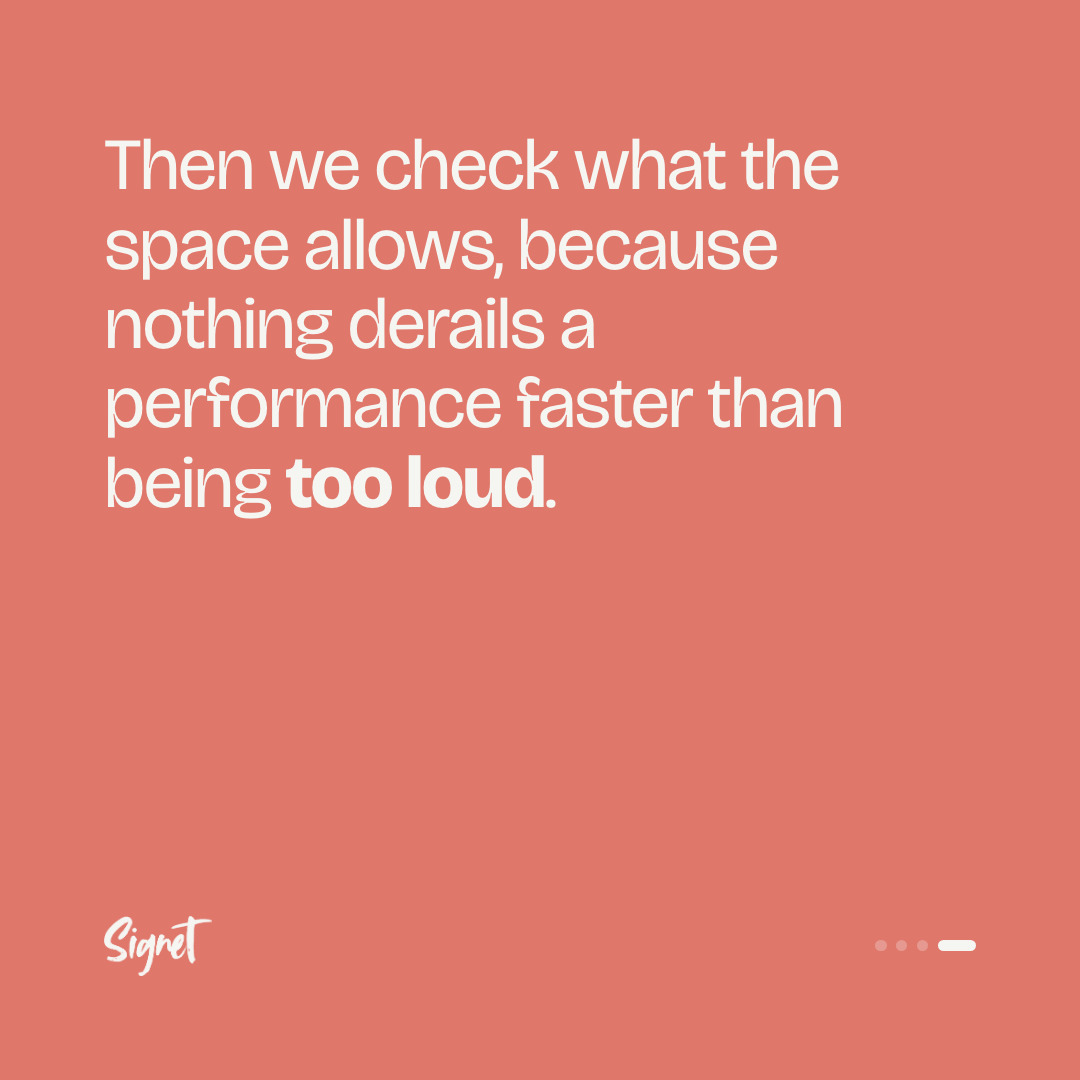 Then we check what the
space allows, because
nothing derails a
performance faster than
being too loud.
Signet